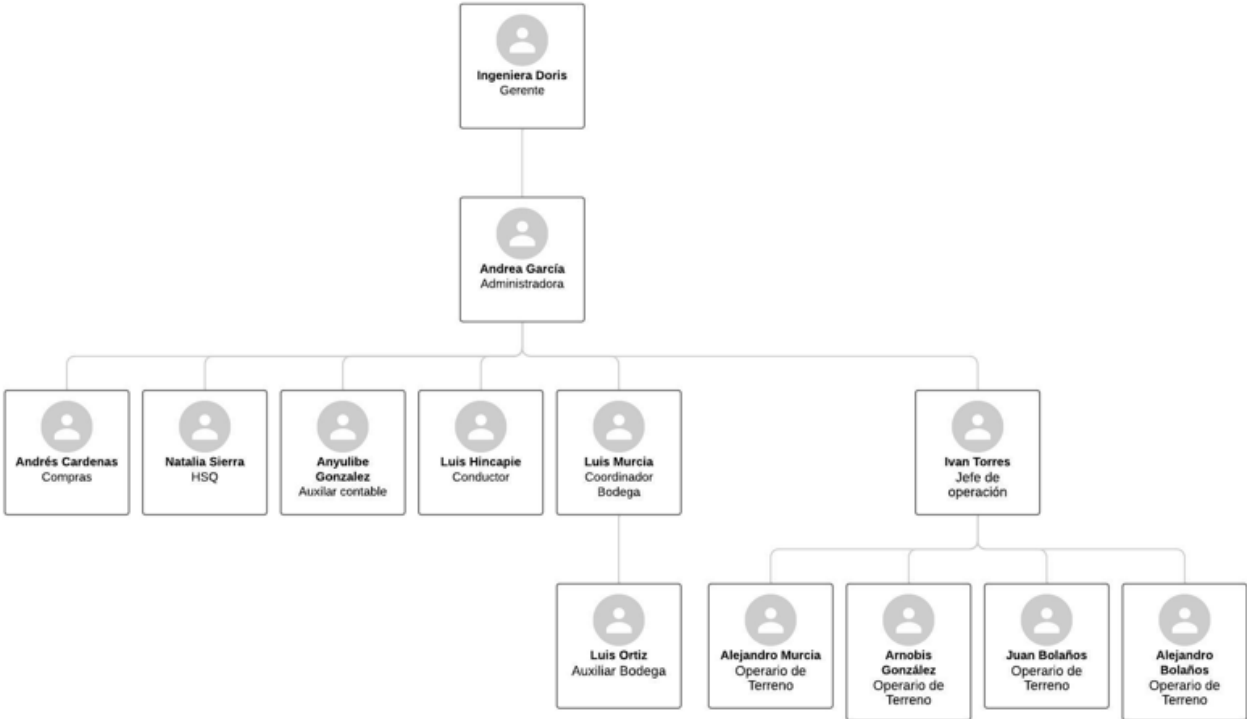 Ingeniera Doris
Gerente
Andrea García
Administradora
Andrés Cardenas
Compras
Natalia Sierra
HSQ
Anyulibe
Gonzalez
Auxilar contable
Luis Hincapie
Conductor
Luis Murcia
Coordinador
Bodega
Ivan Torres
Jefe de
operación
Luis Ortiz
Auxiliar Bodega
Alejandro Murcia
Operario de
Terreno
Arnobis
González
Operario de
Terreno
Juan Bolaños
Operario de
Terreno
Alejandro
Bolaños
Operario de
Terreno